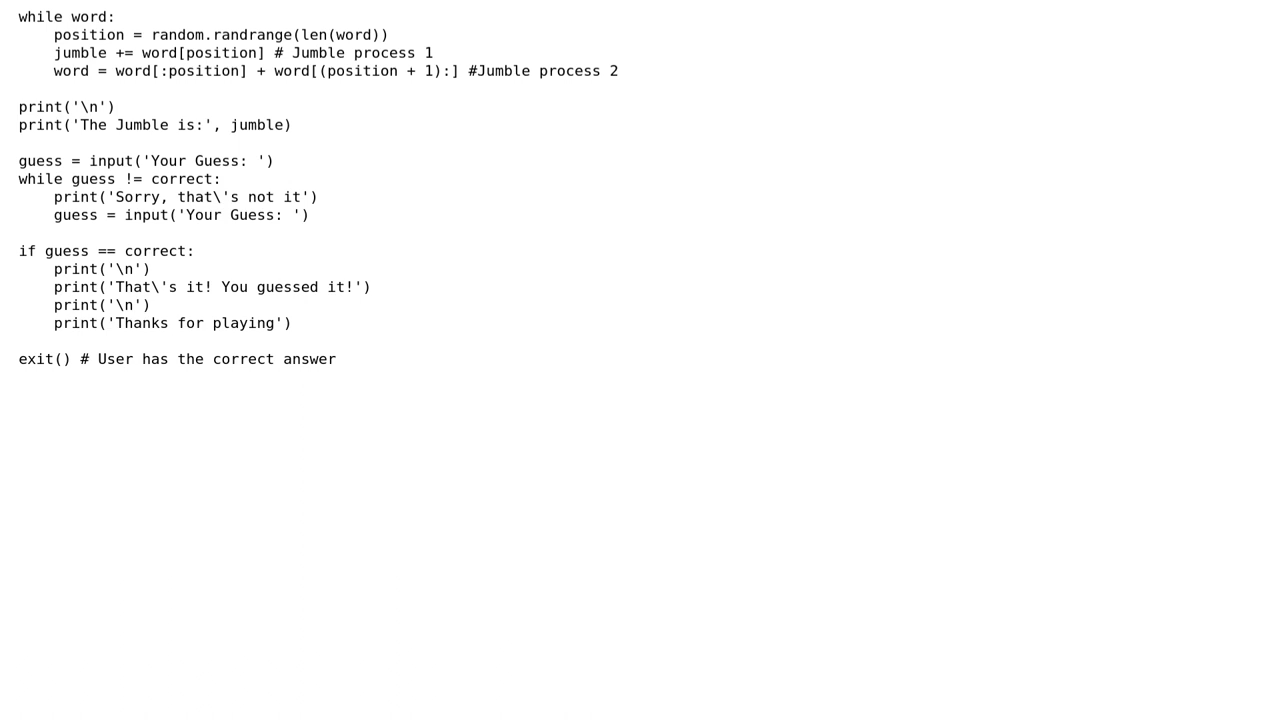 while word:
    position = random.randrange(len(word))
    jumble += word[position] # Jumble process 1
    word = word[:position] + word[(position + 1):] #Jumble process 2

print('\n')
print('The Jumble is:', jumble)

guess = input('Your Guess: ')
while guess != correct:
    print('Sorry, that\'s not it')
    guess = input('Your Guess: ')

if guess == correct:
    print('\n')
    print('That\'s it! You guessed it!')
    print('\n')
    print('Thanks for playing')

exit() # User has the correct answer